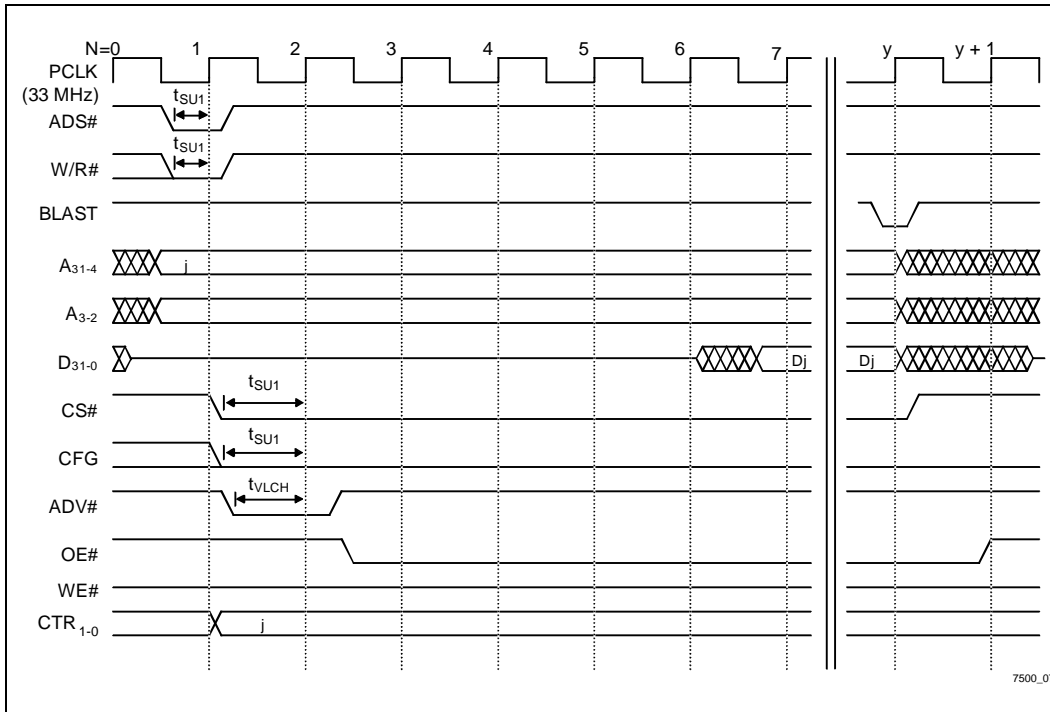 N=0 1 2 3 4 5 6 7 y y + 1
PCLK
(33 MHz)
tSU1
ADS#
tSU1
W/R#
BLAST
A31-4 j
A3-2
D31-0 Dj Dj
tSU1
CS#
tSU1
CFG
tVLCH
ADV#
OE#
WE#
CTR1-0 j